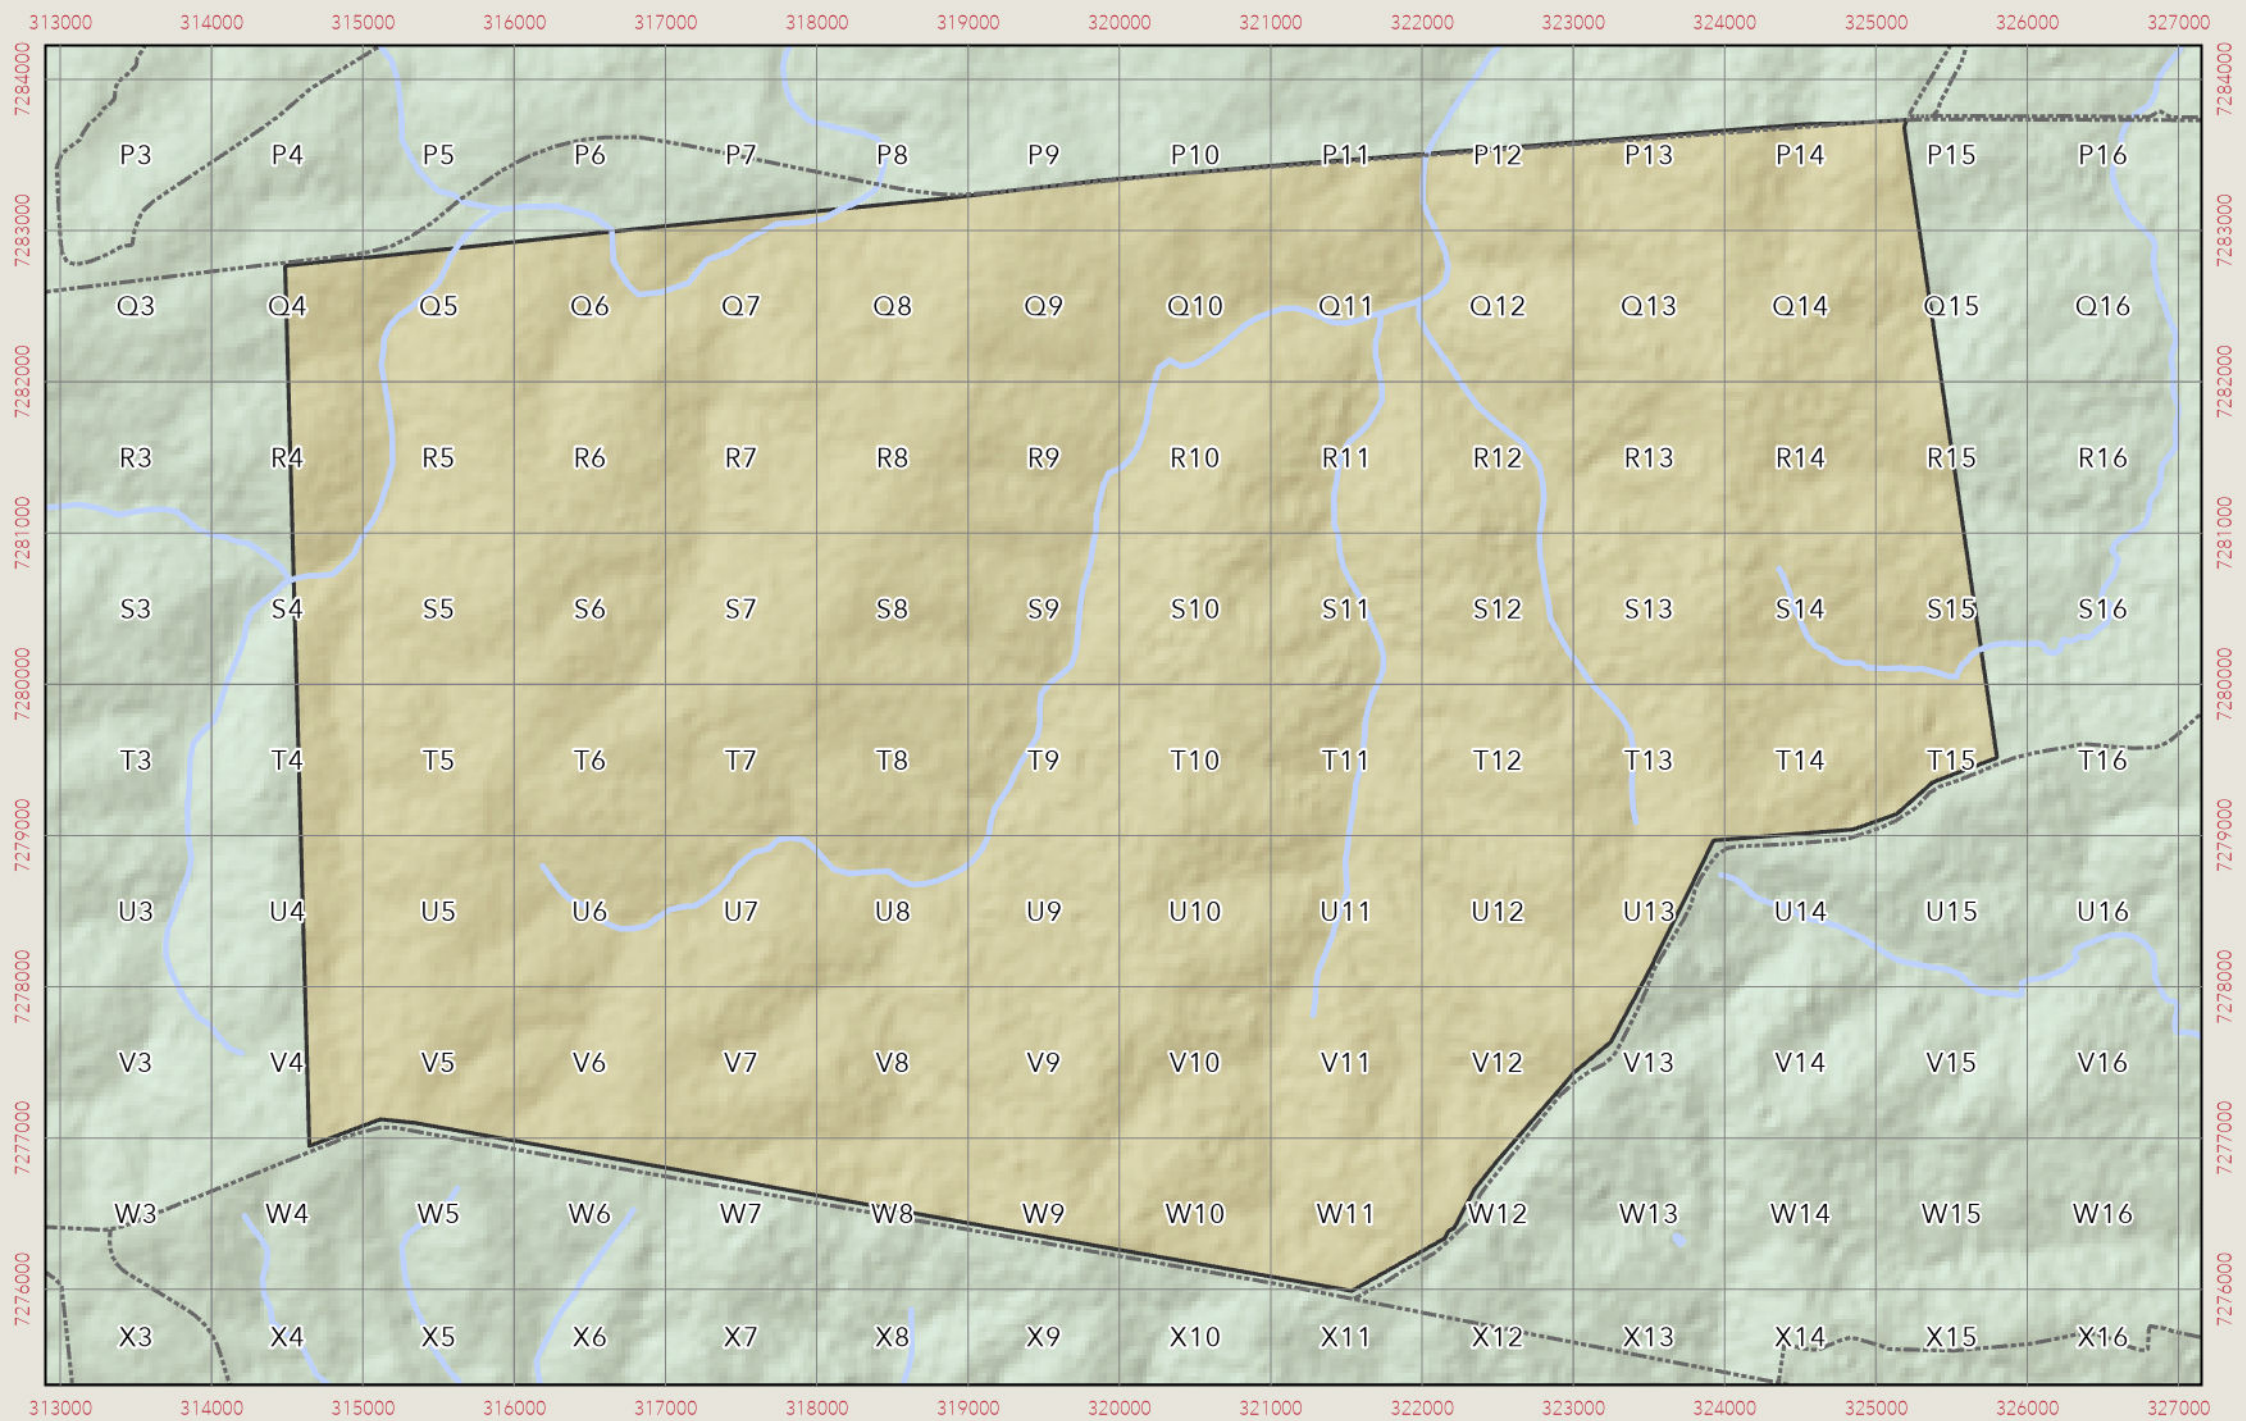 313000 314000 315000 316000 317000 318000 319000 320000 321000 322000 323000 324000 325000 326000 327000
7284000 7284000
P3 P4 P5 P6 P7 P8 P9 P10 P11 P12 P13 P14 P15 P16
7283000 7283000
Q3 Q4 Q5 Q6 Q7 Q8 Q9 Q10 Q11 Q12 Q13 Q14 Q15 Q16
7282000 7282000
R3 R4 R5 R6 R7 R8 R9 R10 R11 R12 R13 R14 R15 R16
7281000 7281000
S3 S4 S5 S6 S7 S8 S9 S10 S11 S12 S13 S14 S15 S16
7280000 7280000
T3 T4 T5 T6 T7 T8 T9 T10 T11 T12 T13 T14 T15 T16
7279000 7279000
U3 U4 U5 U6 U7 U8 U9 U10 U11 U12 U13 U14 U15 U16
7278000 7278000
V3 V4 V5 V6 V7 V8 V9 V10 V11 V12 V13 V14 V15 V16
7277000 7277000
W3 W4 W5 W6 W7 W8 W9 W10 W11 W12 W13 W14 W15 W16
7276000 7276000
X3 X4 X5 X6 X7 X8 X9 X10 X11 X12 X13 X14 X15 X16
313000 314000 315000 316000 317000 318000 319000 320000 321000 322000 323000 324000 325000 326000 327000